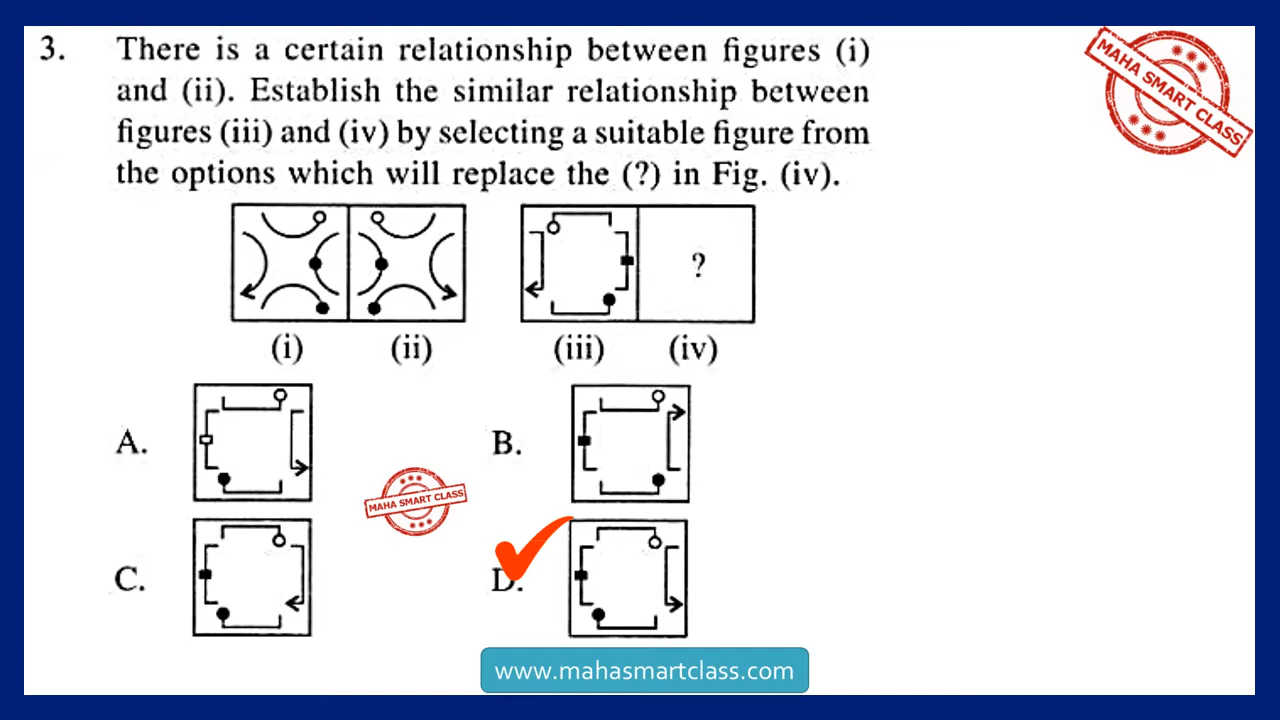 3. There is a certain relationship between figures (i)
and (ii). Establish the similar relationship between
figures (iii) and (iv) by selecting a suitable figure from
the options which will replace the (?) in Fig. (iv).
MAHA SMART CLASS
?
(i) (ii) (iii) (iv)
A. B.
MAHA SMART CLASS
C. D.
www.mahasmartclass.com